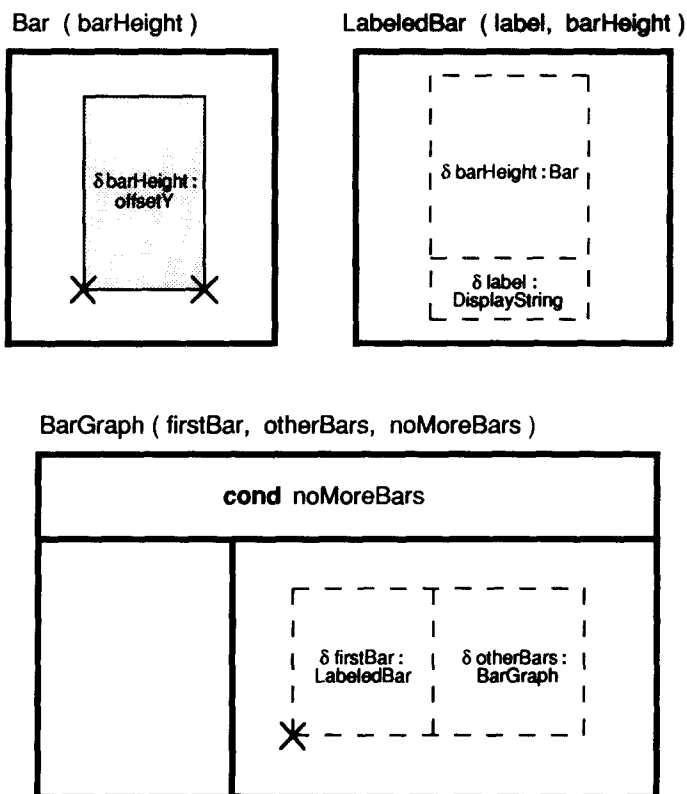 Bar ( barHeight )
LabeledBar ( label, barHeight )
δ barHeight :
offsetY
δ barHeight : Bar
δ label :
DisplayString
BarGraph ( firstBar, otherBars, noMoreBars )
cond noMoreBars
δ firstBar :
LabeledBar
δ otherBars :
BarGraph